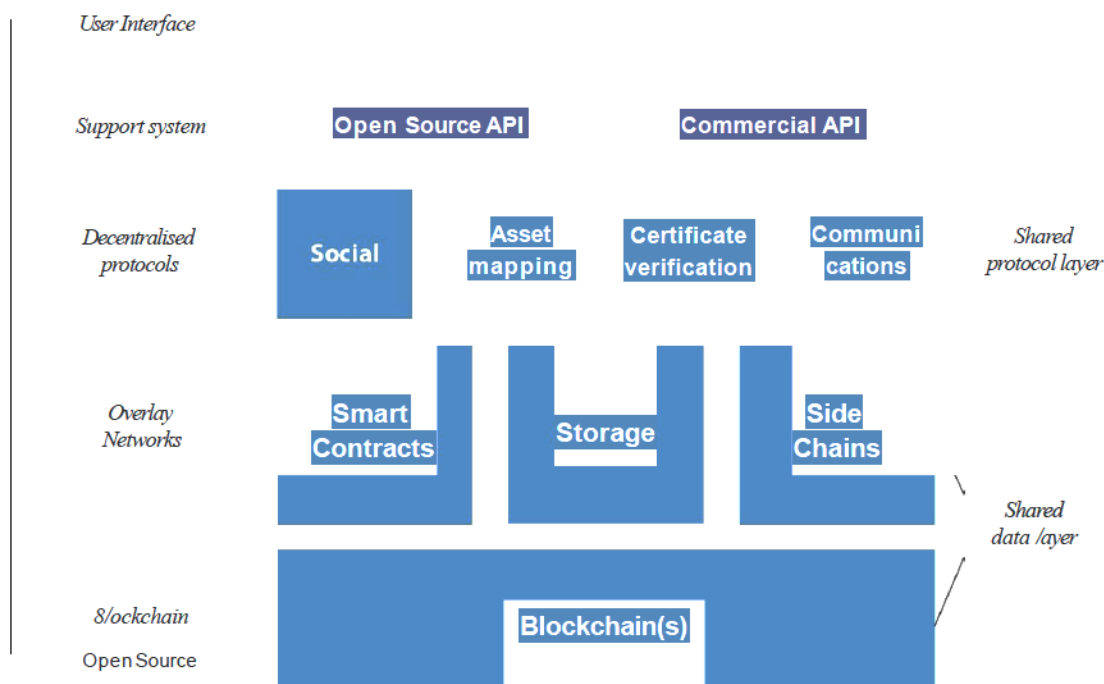 User Interface
Support system
Open Source API
Commercial API
Decentralised
protocols
Social
Asset
mapping
Certificate
verification
Communi
cations
Shared
protocol layer
Overlay
Networks
Smart
Contracts
Storage
Side
Chains
Shared
data /ayer
8/ockchain
Open Source
Blockchain(s)